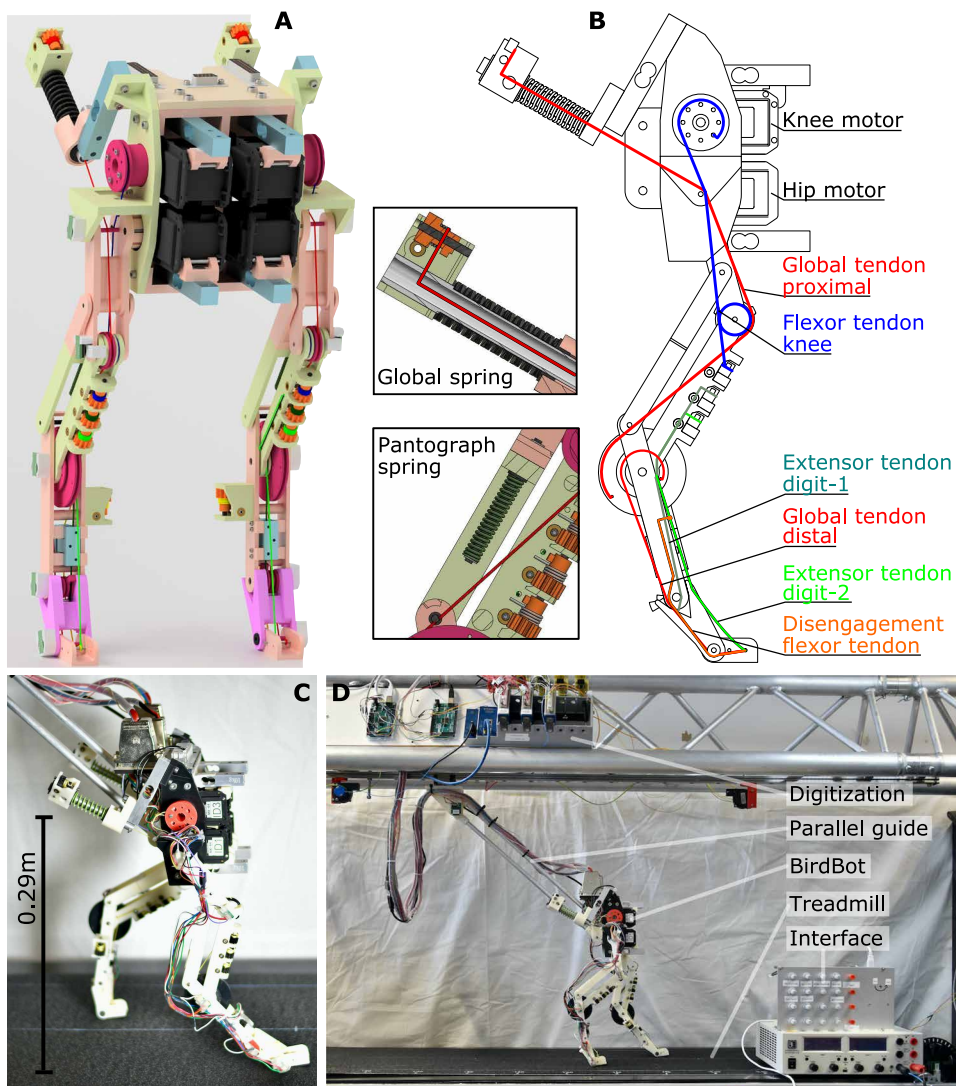 A
B
Knee motor
Hip motor
Global tendon
proximal
Flexor tendon
knee
Global spring
Pantograph
spring
Extensor tendon
digit-1
Global tendon
distal
Extensor tendon
digit-2
Disengagement
flexor tendon
C
0.29m
D
Digitization
Parallel guide
BirdBot
Treadmill
Interface